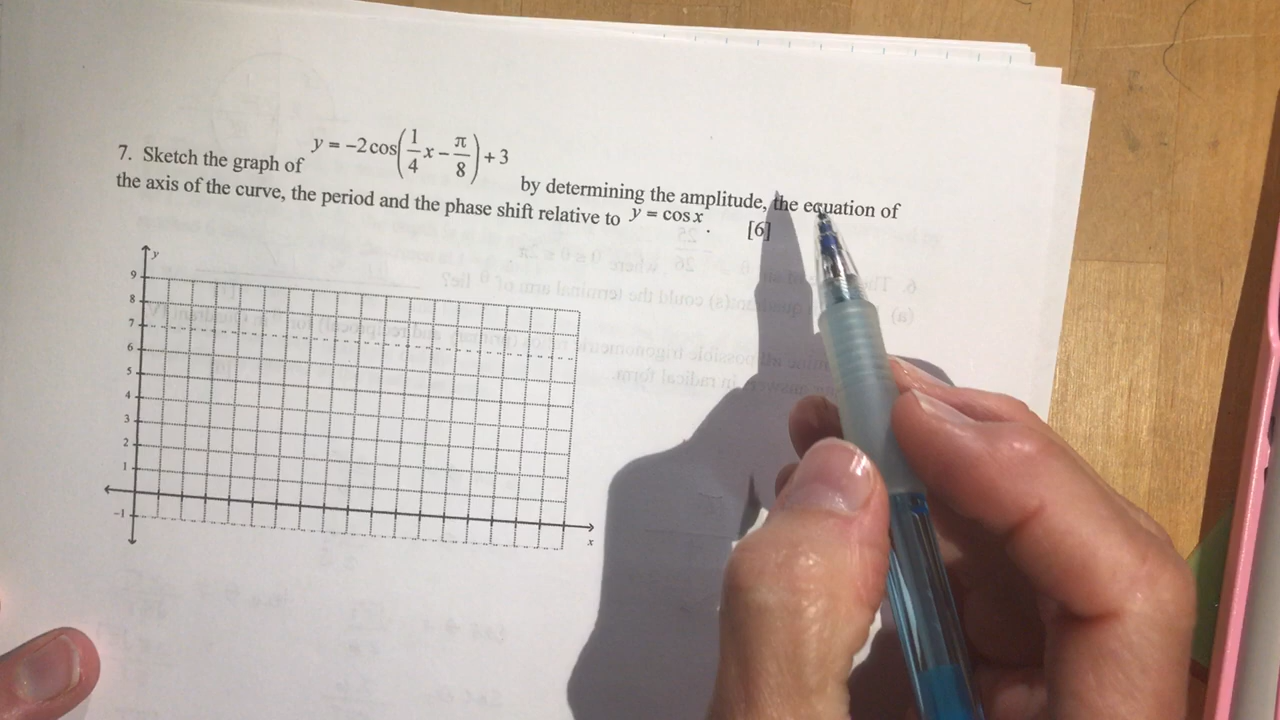 7. Sketch the graph of y = -2 cos(1/4 x - π/8) + 3 by determining the amplitude, the equation of
the axis of the curve, the period and the phase shift relative to y = cos x . [6]
y
9
8
7
6
5
4
3
2
1
-1
x